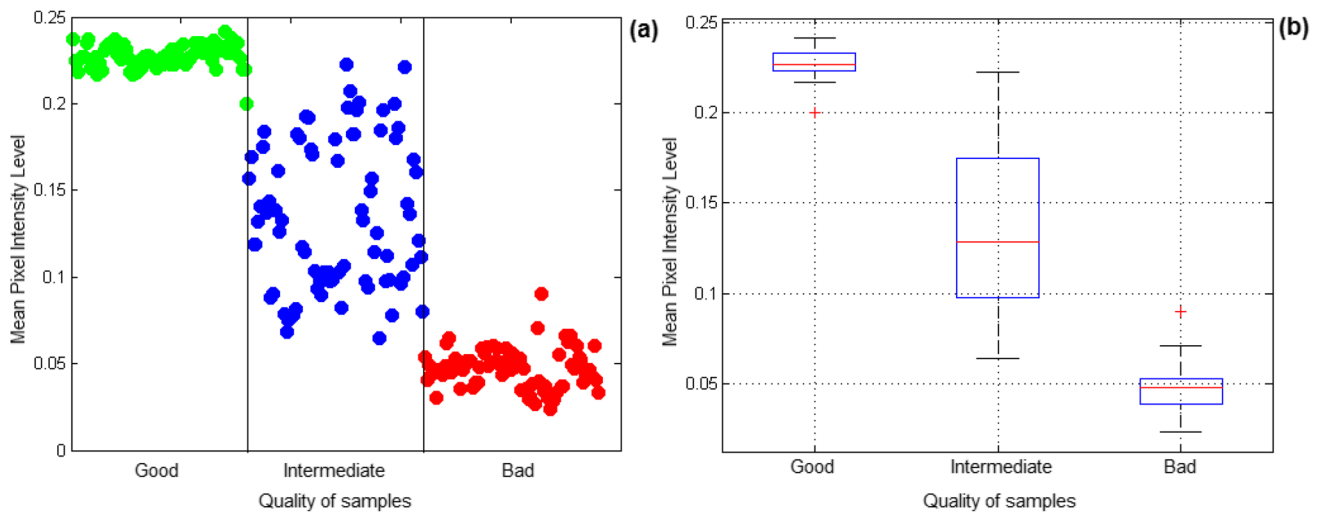 (a)
Mean Pixel Intensity Level
0.25
0.2
0.15
0.1
0.05
0
Good Intermediate Bad
Quality of samples
(b)
Mean Pixel Intensity Level
0.25
0.2
0.15
0.1
0.05
Good Intermediate Bad
Quality of samples